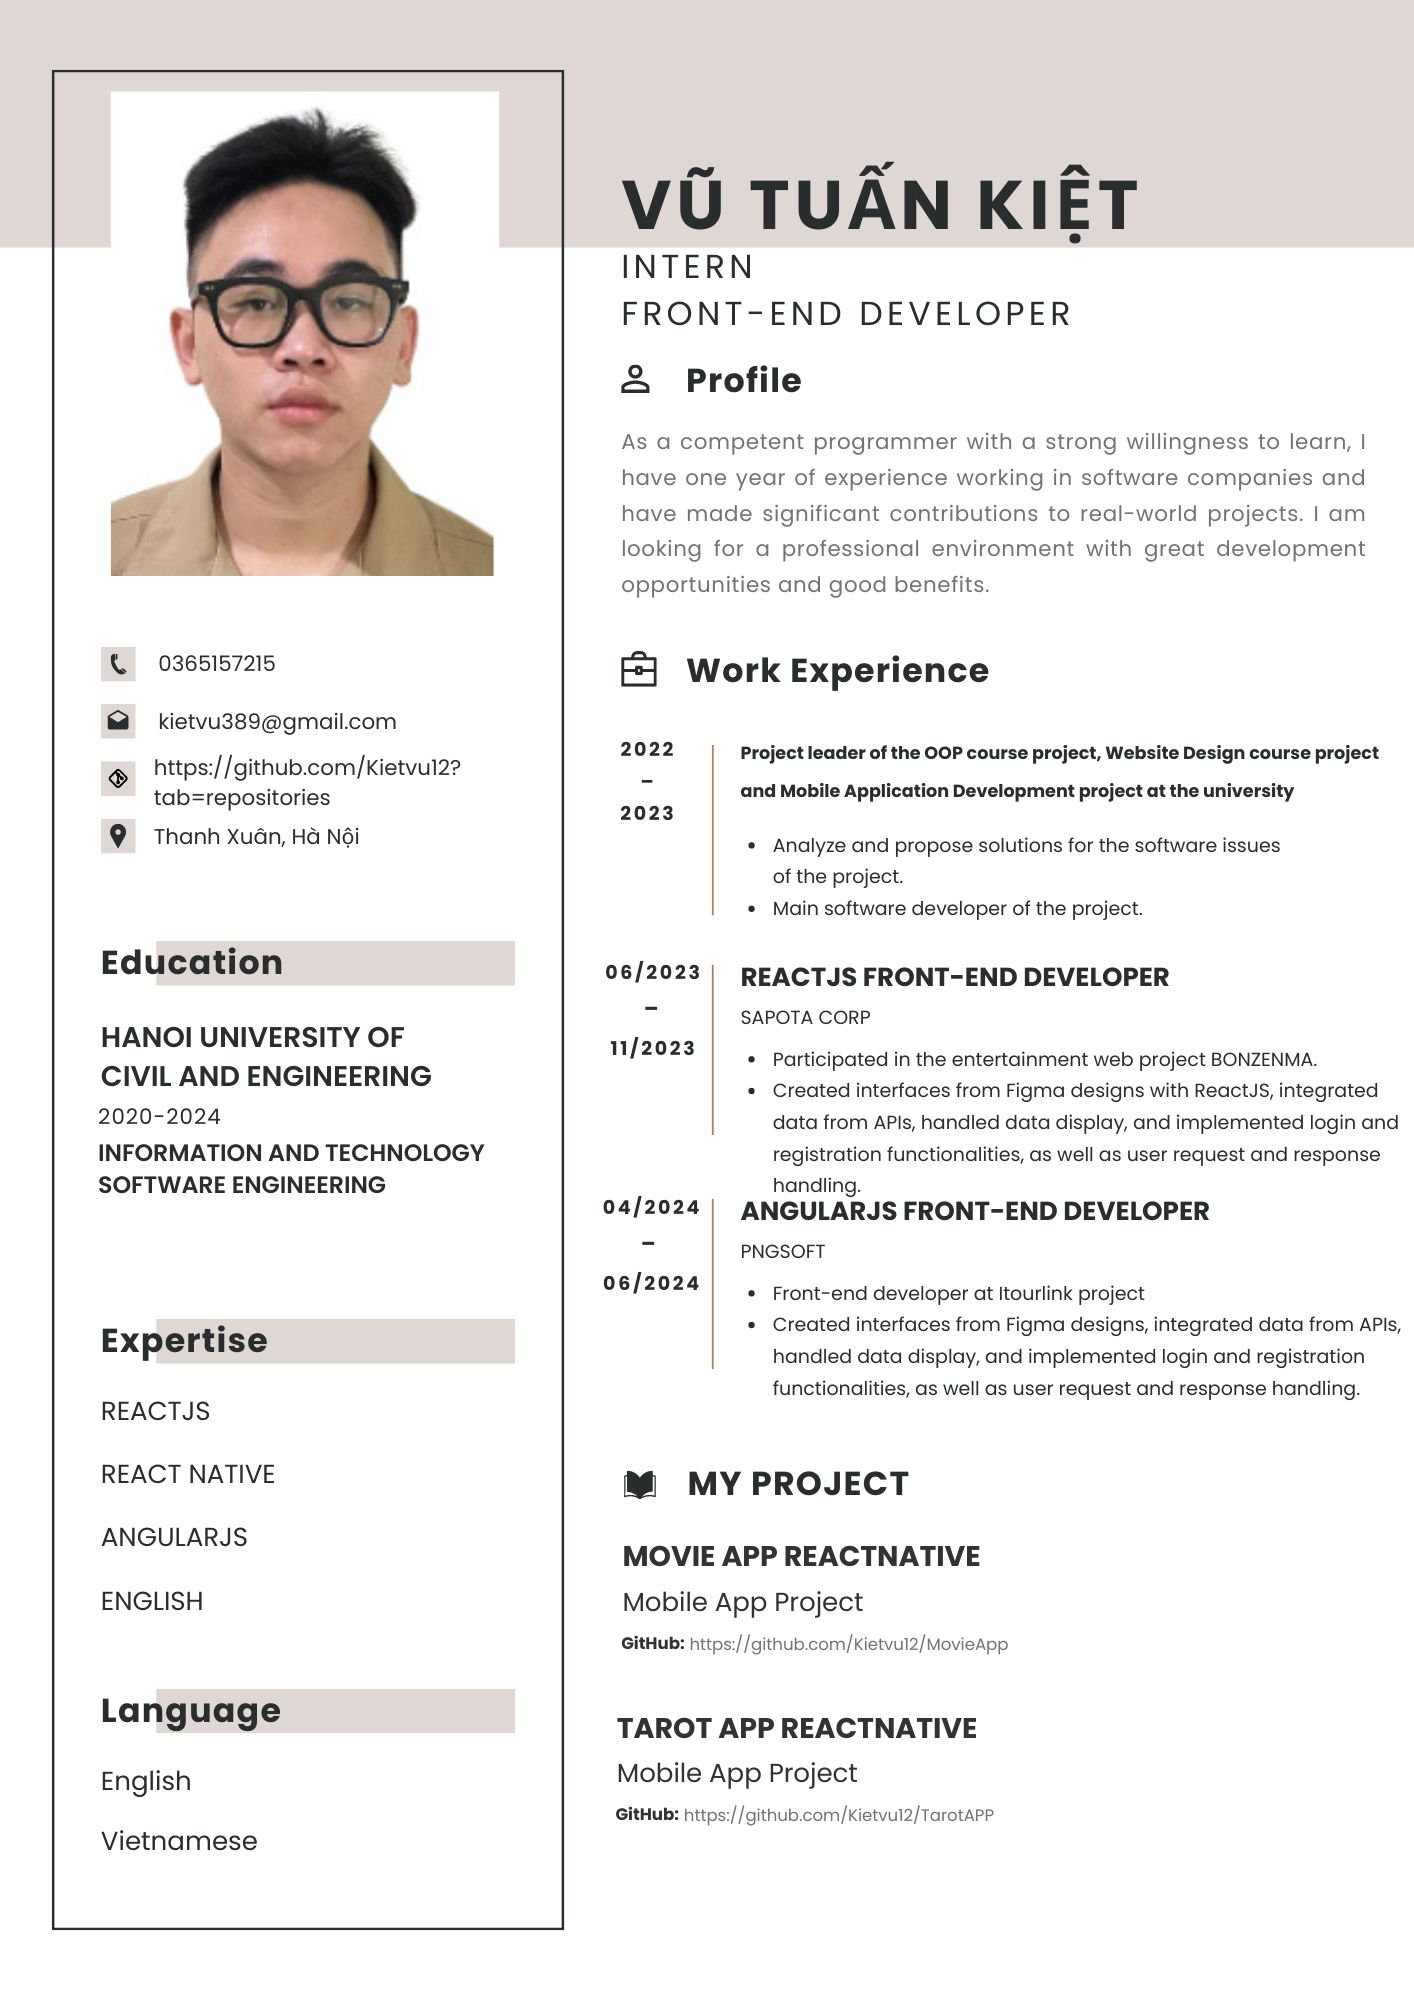 VŨ TUẤN KIỆT
INTERN
FRONT-END DEVELOPER
Profile
As a competent programmer with a strong willingness to learn, I
have one year of experience working in software companies and
have made significant contributions to real-world projects. I am
looking for a professional environment with great development
opportunities and good benefits.
0365157215
kietvu389@gmail.com
https://github.com/Kietvu12?
tab=repositories
Thanh Xuân, Hà Nội
Education
HANOI UNIVERSITY OF
CIVIL AND ENGINEERING
2020-2024
INFORMATION AND TECHNOLOGY
SOFTWARE ENGINEERING
Expertise
REACTJS
REACT NATIVE
ANGULARJS
ENGLISH
Language
English
Vietnamese
Work Experience
2022
-
2023
Project leader of the OOP course project, Website Design course project
and Mobile Application Development project at the university
• Analyze and propose solutions for the software issues
of the project.
• Main software developer of the project.
06/2023
-
11/2023
REACTJS FRONT-END DEVELOPER
SAPOTA CORP
• Participated in the entertainment web project BONZENMA.
• Created interfaces from Figma designs with ReactJS, integrated
data from APIs, handled data display, and implemented login and
registration functionalities, as well as user request and response
handling.
04/2024
-
06/2024
ANGULARJS FRONT-END DEVELOPER
PNGSOFT
• Front-end developer at Itourlink project
• Created interfaces from Figma designs, integrated data from APIs,
handled data display, and implemented login and registration
functionalities, as well as user request and response handling.
MY PROJECT
MOVIE APP REACTNATIVE
Mobile App Project
GitHub: https://github.com/Kietvu12/MovieApp
TAROT APP REACTNATIVE
Mobile App Project
GitHub: https://github.com/Kietvu12/TarotAPP